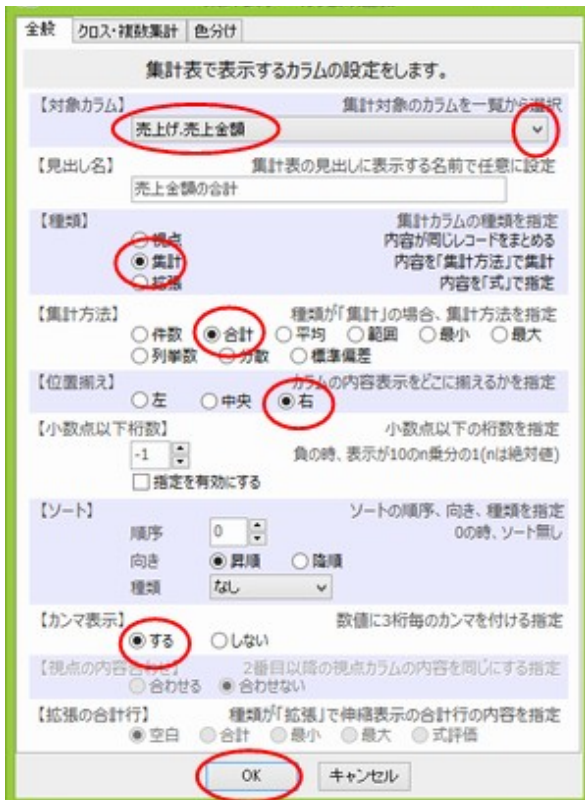 全般 クロス・複数集計 色分け
集計表で表示するカラムの設定をします。
【対象カラム】 集計対象のカラムを一覧から選択
売上げ.売上金額
【見出し名】 集計表の見出しに表示する名前で任意に設定
売上金額の合計
【種類】 集計カラムの種類を指定
視点 内容が同じレコードをまとめる
集計 内容を「集計方法」で集計
拡張 内容を「式」で指定
【集計方法】 種類が「集計」の場合、集計方法を指定
件数 合計 平均 範囲 最小 最大
列挙数 分散 標準偏差
【位置揃え】 カラムの内容表示をどこに揃えるかを指定
左 中央 右
【小数点以下桁数】 小数点以下の桁数を指定
-1 負の時、表示が10のn乗分の1(nは絶対値)
指定を有効にする
【ソート】 ソートの順序、向き、種類を指定
順序 0 0の時、ソート無し
向き 昇順 降順
種類 なし
【カンマ表示】 数値に3桁毎のカンマを付ける指定
する しない
【視点の内容合わせ】 2番目以降の視点カラムの内容を同じにする指定
合わせる 合わせない
【拡張の合計行】 種類が「拡張」で伸縮表示の合計行の内容を指定
空白 合計 最小 最大 式評価
OK キャンセル